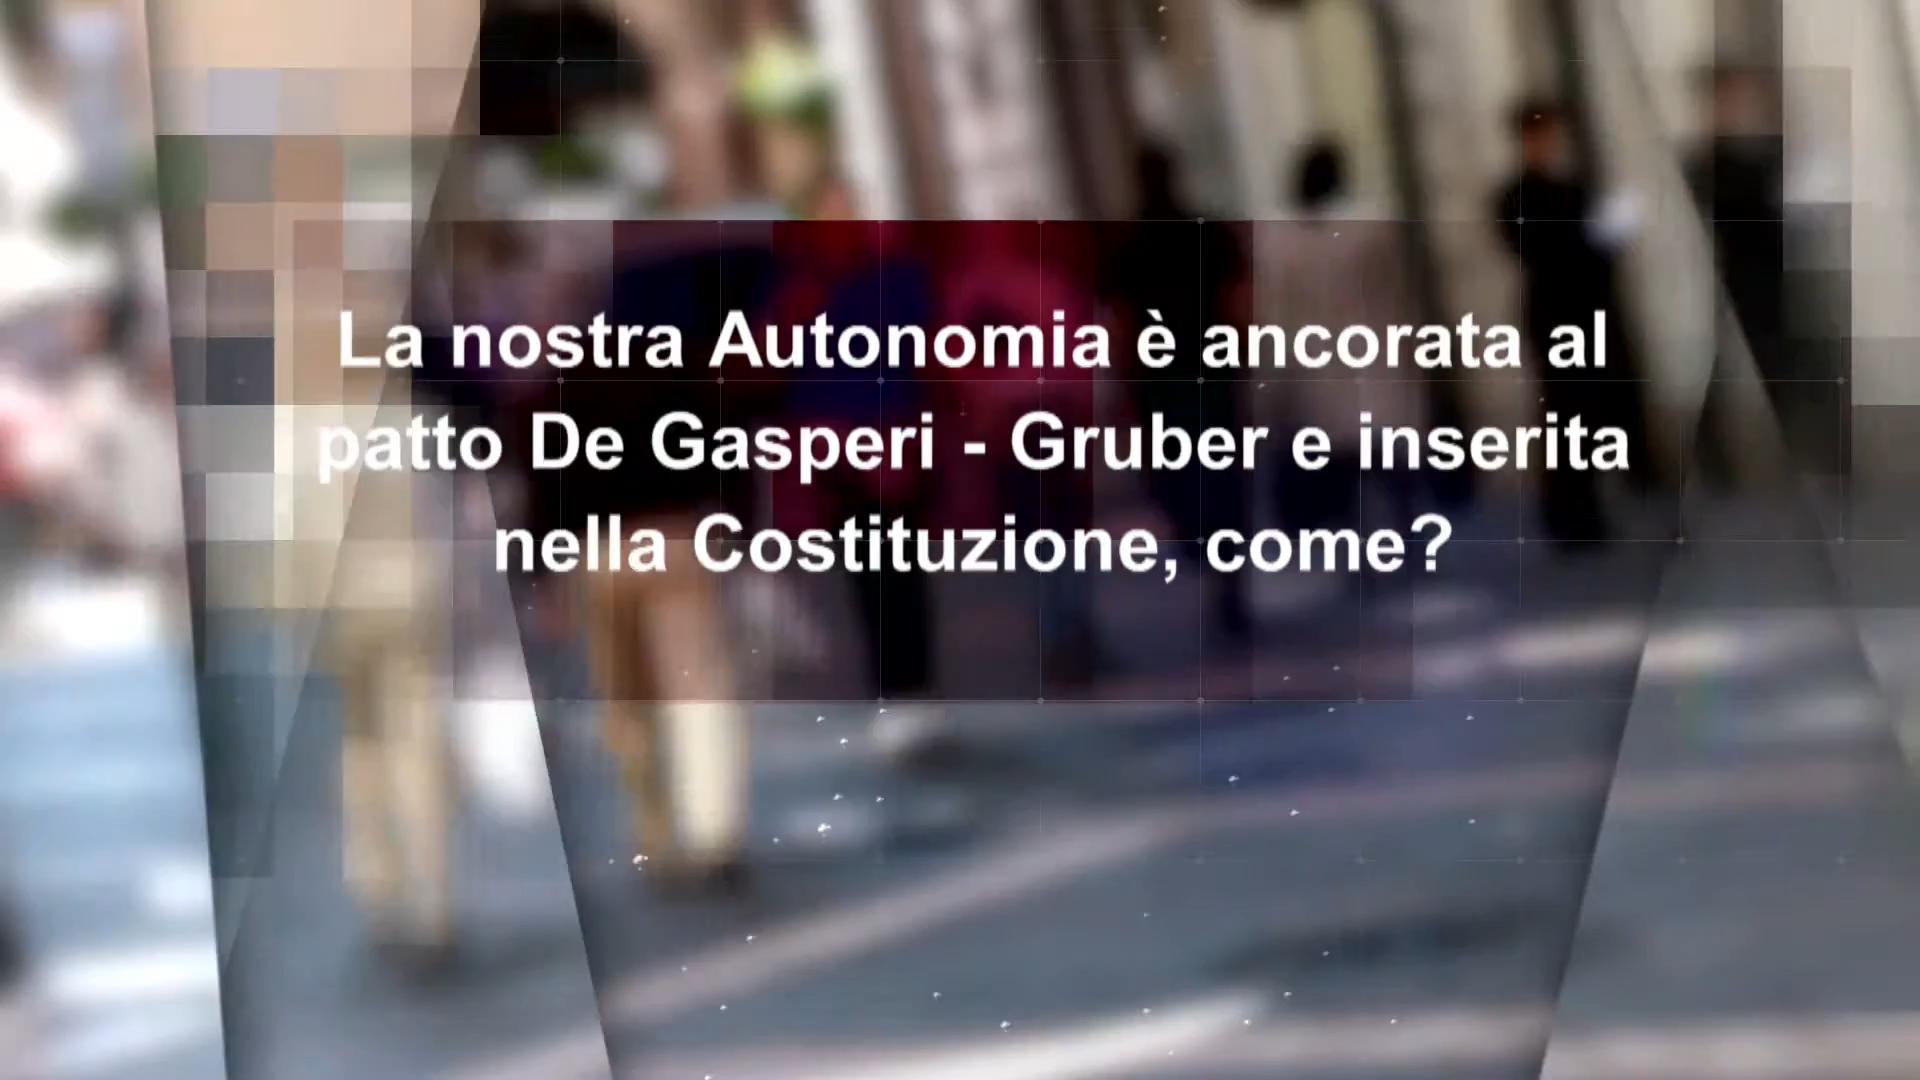 La nostra Autonomia è ancorata al
patto De Gasperi - Gruber e inserita
nella Costituzione, come?